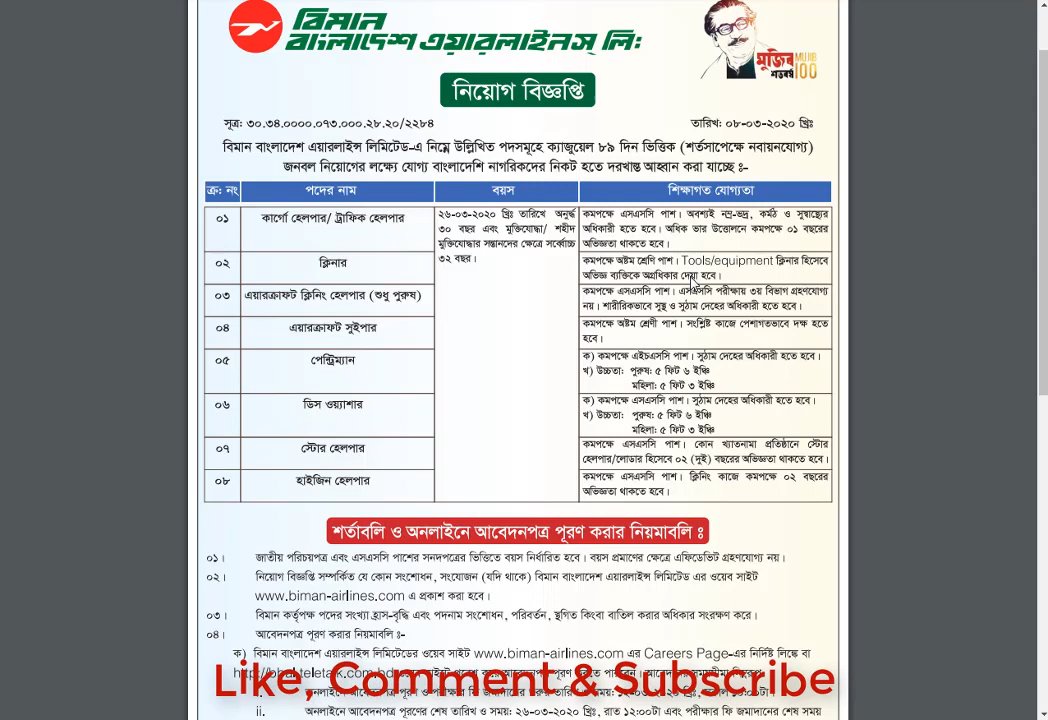 বিমান
বাংলাদেশ এয়ারলাইনস্ লিঃ
মুজিব MUJIB
শতবর্ষ 100
নিয়োগ বিজ্ঞপ্তি
সূত্র: ৩০.৩৪.০০০০.০৭৩.০০০.২৮.২০/২২৮৪ তারিখ: ০৮-০৩-২০২০ খ্রিঃ
বিমান বাংলাদেশ এয়ারলাইন্স লিমিটেড-এ নিম্নে উল্লিখিত পদসমূহে ক্যাজুয়েল ৮৯ দিন ভিত্তিক (শর্তসাপেক্ষে নবায়নযোগ্য)
জনবল নিয়োগের লক্ষ্যে যোগ্য বাংলাদেশি নাগরিকদের নিকট হতে দরখাস্ত আহ্বান করা যাচ্ছে ঃ-
ক্র: নং পদের নাম বয়স শিক্ষাগত যোগ্যতা
০১ কার্গো হেলপার/ ট্রাফিক হেলপার ২৬-০৩-২০২০ খ্রিঃ তারিখে অনুর্দ্ধ কমপক্ষে এসএসসি পাশ। অবশ্যই নম্র-ভদ্র, কর্মঠ ও সুস্বাস্থ্যের
৩০ বছর এবং মুক্তিযোদ্ধা/ শহীদ অধিকারী হতে হবে। অধিক ভার উত্তোলনে কমপক্ষে ০১ বছরের
মুক্তিযোদ্ধার সন্তানদের ক্ষেত্রে সর্ব্বোচ্চ অভিজ্ঞতা থাকতে হবে।
৩২ বছর।
০২ ক্লিনার কমপক্ষে অষ্টম শ্রেণি পাশ। Tools/equipment ক্লিনার হিসেবে
অভিজ্ঞ ব্যক্তিকে অগ্রাধিকার দেয়া হবে।
০৩ এয়ারক্রাফট ক্লিনিং হেলপার (শুধু পুরুষ) কমপক্ষে এসএসসি পাশ। এসএসসি পরীক্ষায় ৩য় বিভাগ গ্রহণযোগ্য
নয়। শারীরিকভাবে সুস্থ ও সুঠাম দেহের অধিকারী হতে হবে।
০৪ এয়ারক্রাফট সুইপার কমপক্ষে অষ্টম শ্রেণী পাশ। সংশ্লিষ্ট কাজে পেশাগতভাবে দক্ষ হতে
হবে।
০৫ পেন্ট্রিম্যান ক) কমপক্ষে এইচএসসি পাশ। সুঠাম দেহের অধিকারী হতে হবে।
খ) উচ্চতা: পুরুষ: ৫ ফিট ৬ ইঞ্চি
মহিলা: ৫ ফিট ৩ ইঞ্চি
০৬ ডিস ওয়্যাশার ক) কমপক্ষে এসএসসি পাশ। সুঠাম দেহের অধিকারী হতে হবে।
খ) উচ্চতা: পুরুষ: ৫ ফিট ৬ ইঞ্চি
মহিলা: ৫ ফিট ৩ ইঞ্চি
০৭ স্টোর হেলপার কমপক্ষে এসএসসি পাশ। কোন খ্যাতনামা প্রতিষ্ঠানে স্টোর
হেলপার/লোডার হিসেবে ০২ (দুই) বছরের অভিজ্ঞতা থাকতে হবে।
০৮ হাইজিন হেলপার কমপক্ষে এসএসসি পাশ। ক্লিনিং কাজে কমপক্ষে ০২ বছরের
অভিজ্ঞতা থাকতে হবে।
শর্তাবলি ও অনলাইনে আবেদনপত্র পূরণ করার নিয়মাবলি ঃ
০১। জাতীয় পরিচয়পত্র এবং এসএসসি পাশের সনদপত্রের ভিত্তিতে বয়স নির্ধারিত হবে। বয়স প্রমাণের ক্ষেত্রে এফিডেভিট গ্রহণযোগ্য নয়।
০২। নিয়োগ বিজ্ঞপ্তি সম্পর্কিত যে কোন সংশোধন, সংযোজন (যদি থাকে) বিমান বাংলাদেশ এয়ারলাইন্স লিমিটেড এর ওয়েব সাইট
www.biman-airlines.com এ প্রকাশ করা হবে।
০৩। বিমান কর্তৃপক্ষ পদের সংখ্যা হ্রাস-বৃদ্ধি এবং পদনাম সংশোধন, পরিবর্তন, স্থগিত কিংবা বাতিল করার অধিকার সংরক্ষণ করে।
০৪। আবেদনপত্র পূরণ করার নিয়মাবলি ঃ-
ক) বিমান বাংলাদেশ এয়ারলাইন্স লিমিটেডের ওয়েব সাইট www.biman-airlines.com এর Careers Page-এর নির্দিষ্ট লিঙ্কে বা
Like, Comment & Subscribe
ii. অনলাইনে আবেদনপত্র পূরণের শেষ তারিখ ও সময়: ২৬-০৩-২০২০ খ্রিঃ, রাত ১২:০০টা এবং পরীক্ষার ফি জমাদানের শেষ সময়